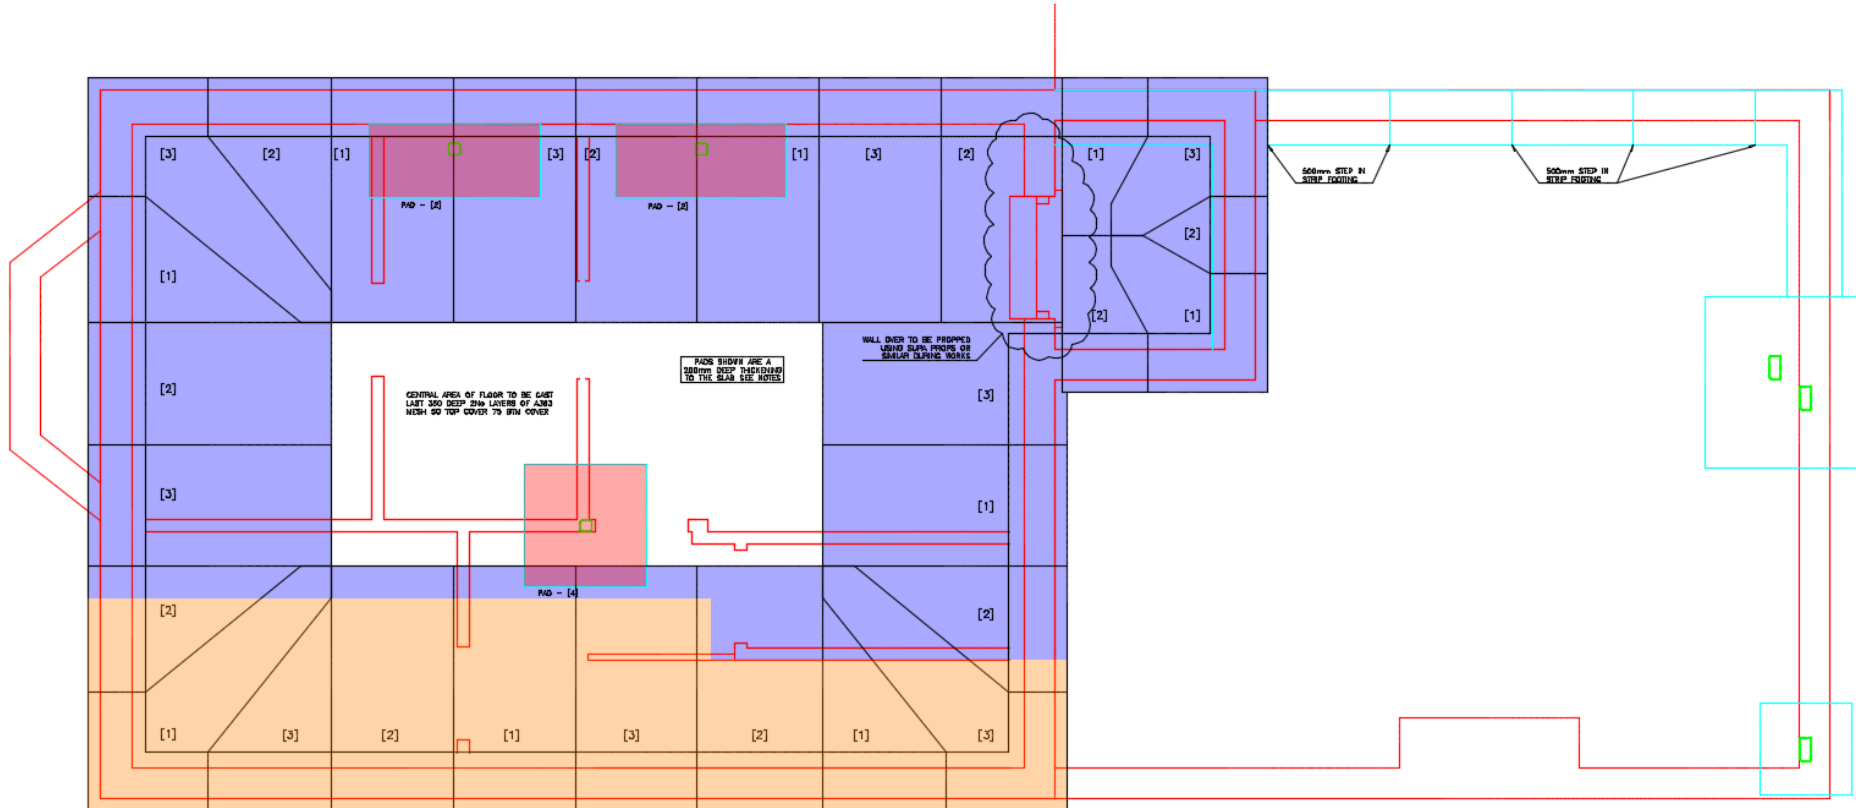 [3] [2] [1] [3] [2] [1] [3] [2] [1] [3]
500mm STEP IN
STRIP FOOTING
500mm STEP IN
STRIP FOOTING
PAD - [2]
PAD - [2]
[2]
[1]
[2] [1]
WALL OVER TO BE PROPPED
USING SUPA PROPS OR
SIMILAR DURING WORKS
PADS SHOWN ARE A
200mm DEEP THICKENING
TO THE SLAB SEE NOTES
[2]
[3]
CENTRAL AREA OF FLOOR TO BE CAST
LAST 350 DEEP 2No LAYERS OF A393
MESH 50 TOP COVER 75 BTM COVER
[3]
[1]
PAD - [4]
[2]
[2]
[1] [3] [2] [1] [3] [2] [1] [3]